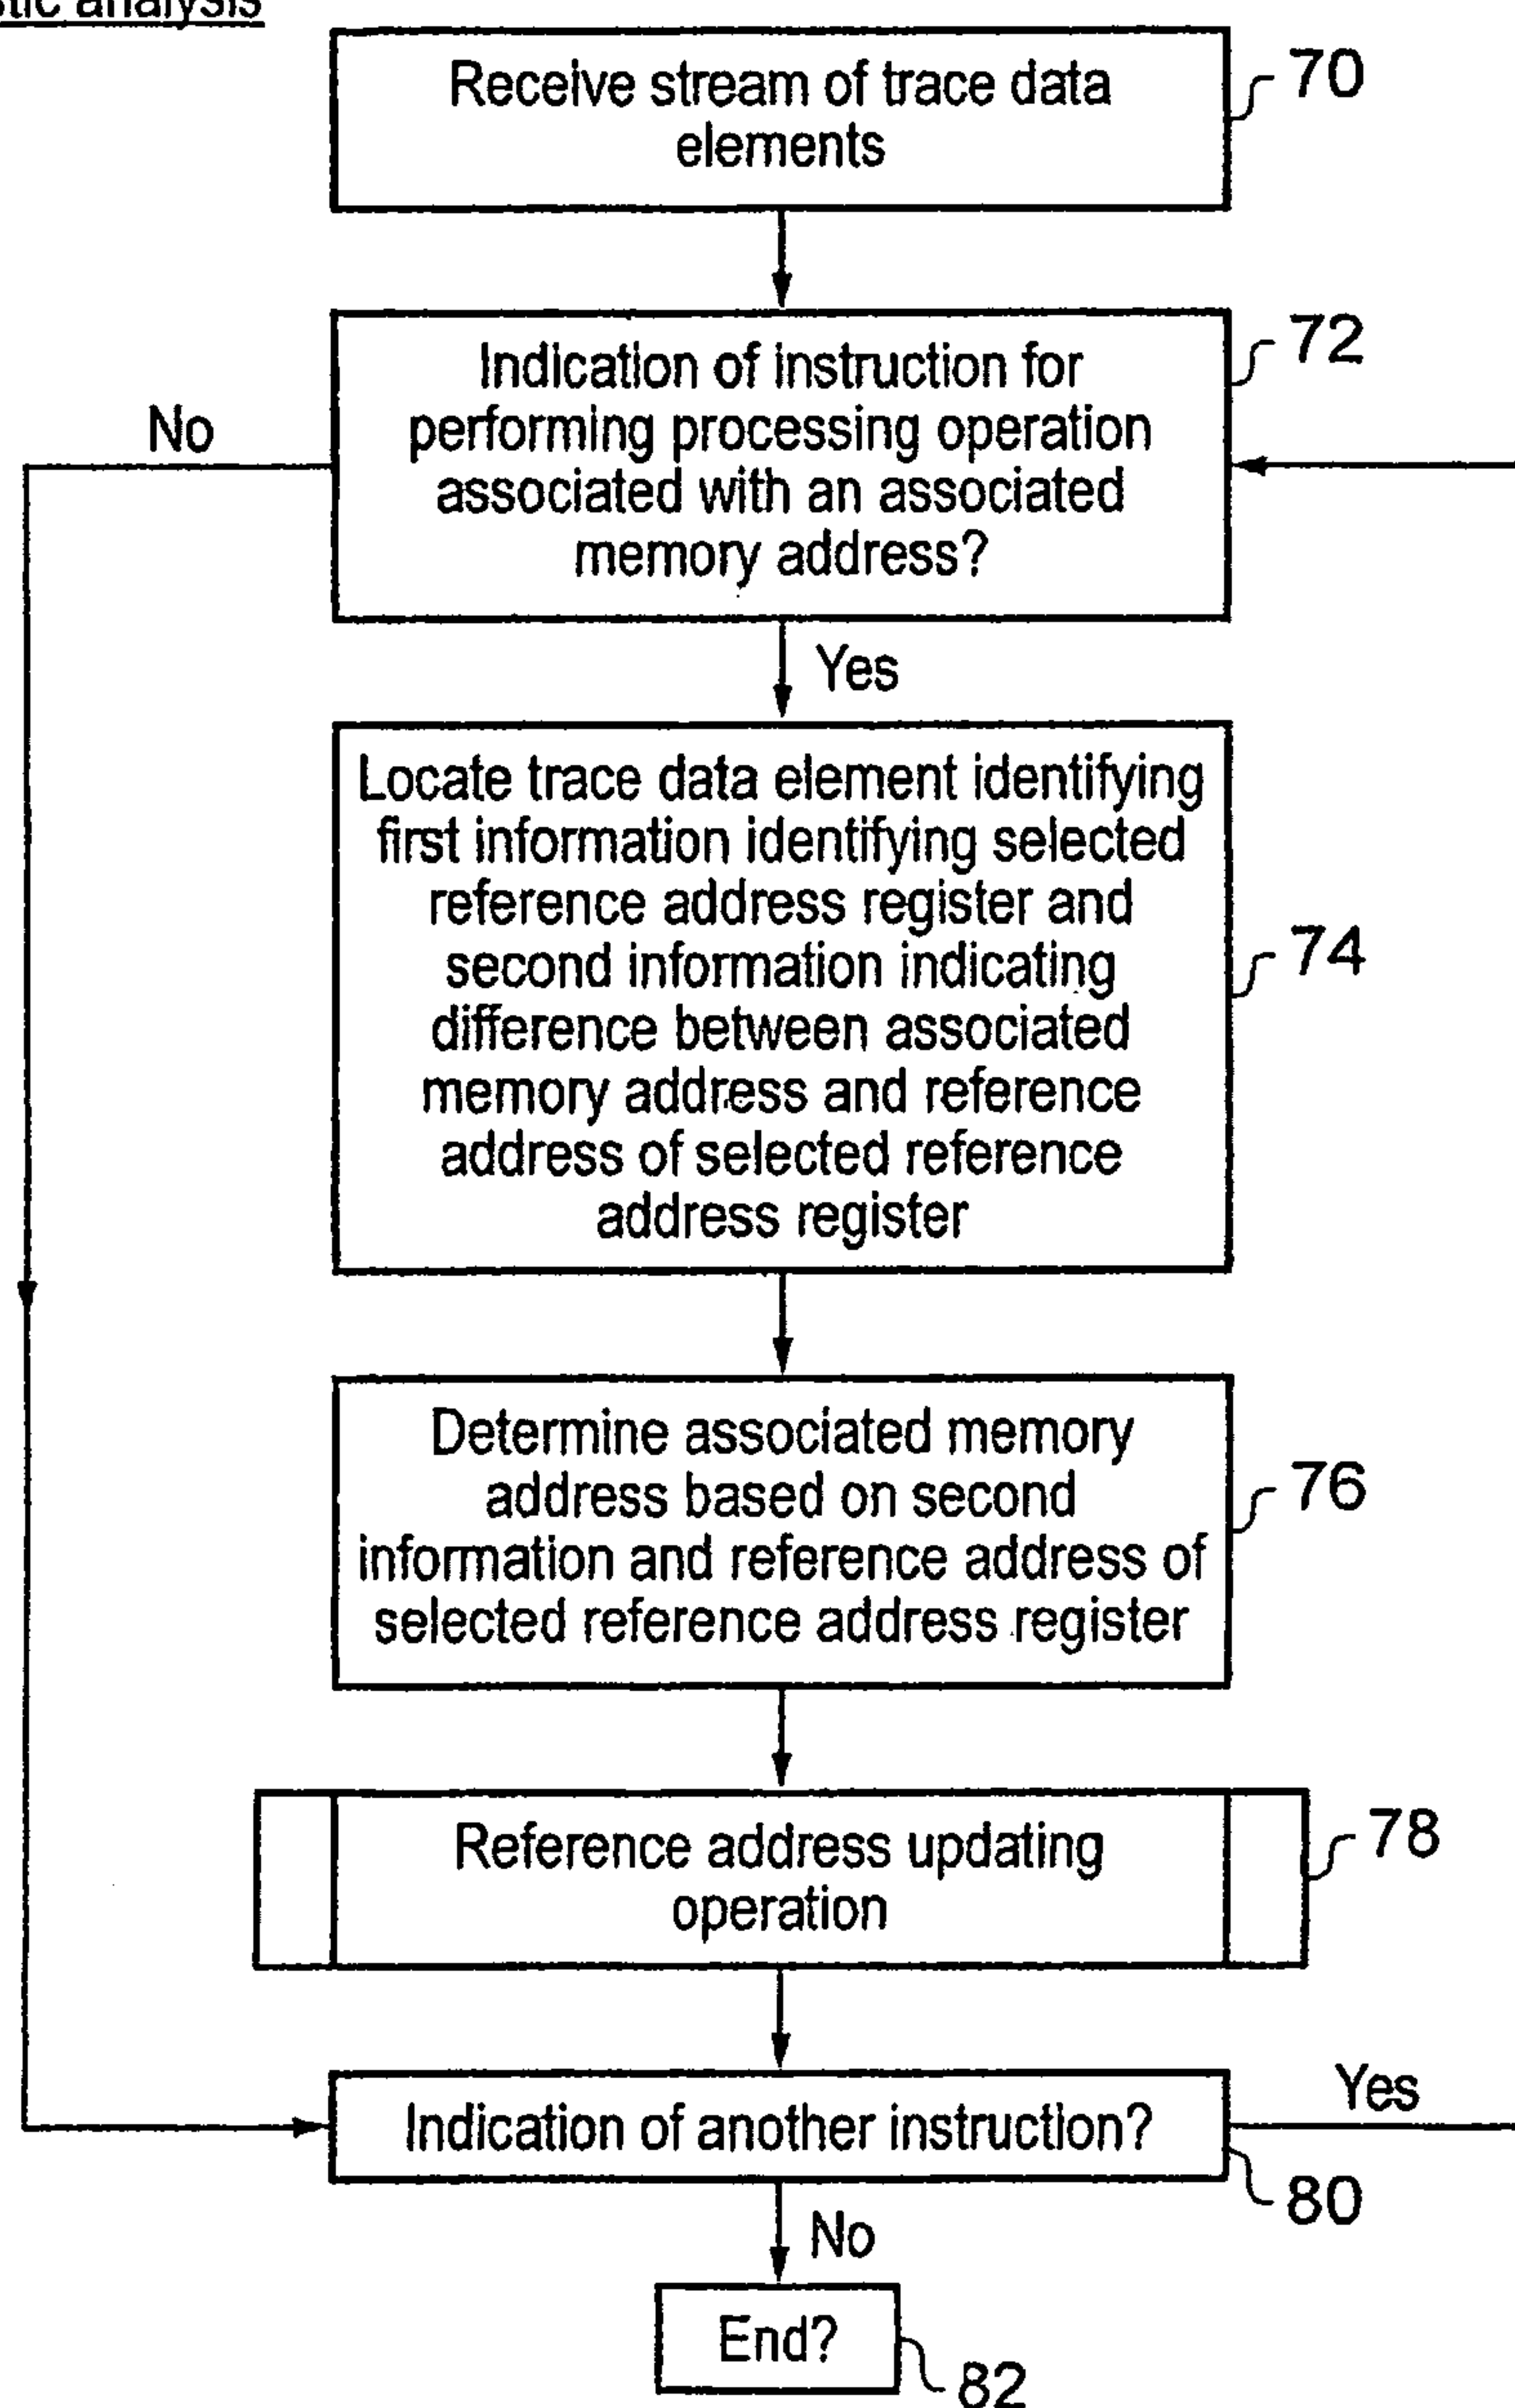 stic analysis
Receive stream of trace data
elements
70
Indication of instruction for
performing processing operation
associated with an associated
memory address?
72
No
Yes
Locate trace data element identifying
first information identifying selected
reference address register and
second information indicating
difference between associated
memory address and reference
address of selected reference
address register
74
Determine associated memory
address based on second
information and reference address of
selected reference address register
76
Reference address updating
operation
78
Indication of another instruction?
Yes
80
No
End?
82